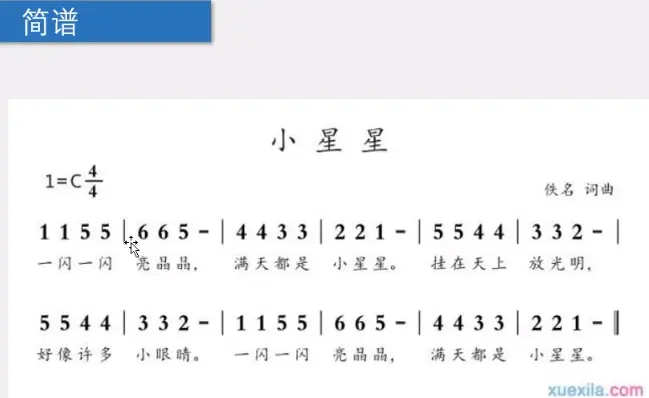 简谱
小星星
1=C 4/4
佚名 词曲
1 1 5 5 | 6 6 5 - | 4 4 3 3 | 2 2 1 - | 5 5 4 4 | 3 3 2 - |
一闪一闪 亮晶晶， 满天都是 小星星。 挂在天上 放光明，
5 5 4 4 | 3 3 2 - | 1 1 5 5 | 6 6 5 - | 4 4 3 3 | 2 2 1 - ‖
好像许多 小眼睛。 一闪一闪 亮晶晶， 满天都是 小星星。
xuexila.com